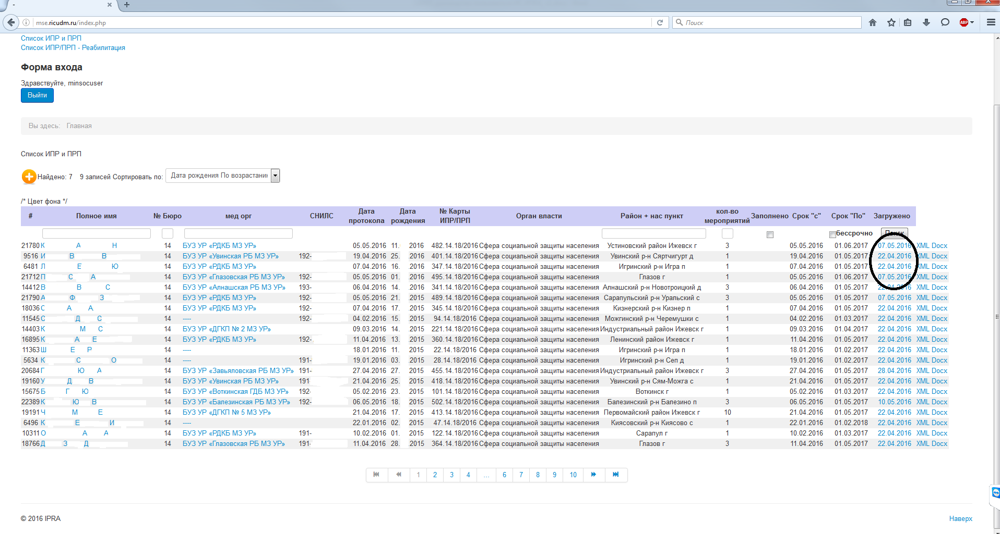 -
mse.ricudm.ru/index.php
Поиск
ABP
Список ИПР и ПРП
Список ИПР/ПРП - Реабилитация
Форма входа
Здравствуйте, minsocuser
Выйти
Вы здесь: Главная
Список ИПР и ПРП
Найдено: 7 9 записей Сортировать по: Дата рождения По возрастани
/* Цвет фона */
# Полное имя № Бюро мед орг СНИЛС Дата протокола Дата рождения № Карты ИПР/ПРП Орган власти Район + нас пункт кол-во мероприятий Заполнено Срок "с" Срок "По" Загружено
бессрочно Поиск
21780 К А Н 14 БУЗ УР «РДКБ МЗ УР» 05.05.2016 11. 2016 482.14.18/2016 Сфера социальной защиты населения Устиновский район Ижевск г 3 05.05.2016 01.06.2017 07.05.2016 XML Docx
9516 И В В 14 БУЗ УР «Увинская РБ МЗ УР» 192- 19.04.2016 25. .2016 401.14.18/2016 Сфера социальной защиты населения Увинский р-н Сяртчигурт д 1 19.04.2016 01.05.2017 22.04.2016 XML Docx
6481 Л Е Ю 14 БУЗ УР «РДКБ МЗ УР» 07.04.2016 16. .2016 347.14.18/2016 Сфера социальной защиты населения Игринский р-н Игра п 1 07.04.2016 01.05.2017 22.04.2016 XML Docx
21712 П С А 14 БУЗ УР «Глазовская РБ МЗ УР» 192- 05.05.2016 01. .2016 495.14.18/2016 Сфера социальной защиты населения Глазов г 1 05.05.2016 01.06.2017 07.05.2016 XML Docx
14412 В В С 14 БУЗ УР «Алнашская РБ МЗ УР» 193- 06.04.2016 14. .2016 341.14.18/2016 Сфера социальной защиты населения Алнашский р-н Новотроицкий д 3 06.04.2016 01.05.2017 22.04.2016 XML Docx
21790 А Ф З 14 БУЗ УР «РДКБ МЗ УР» 192- 05.05.2016 21. .2015 489.14.18/2016 Сфера социальной защиты населения Сарапульский р-н Уральский с 3 05.05.2016 01.05.2017 07.05.2016 XML Docx
18036 С А А 14 БУЗ УР «РДКБ МЗ УР» 192- 07.04.2016 17. .2015 345.14.18/2016 Сфера социальной защиты населения Кизнерский р-н Кизнер п 1 07.04.2016 01.05.2017 22.04.2016 XML Docx
11545 С Д С 14 ---- 192- 04.02.2016 15. .2015 94.14.18/2016 Сфера социальной защиты населения Можгинский р-н Черемушки с 1 04.02.2016 01.03.2017 22.04.2016 XML Docx
14403 К М С 14 БУЗ УР «ДГКП № 2 МЗ УР» 09.03.2016 14. .2015 221.14.18/2016 Сфера социальной защиты населения Индустриальный район Ижевск г 1 09.03.2016 01.04.2017 22.04.2016 XML Docx
16895 К А Е 14 БУЗ УР «РДКБ МЗ УР» 192- 11.04.2016 13. .2015 360.14.18/2016 Сфера социальной защиты населения Ленинский район Ижевск г 1 11.04.2016 01.05.2017 22.04.2016 XML Docx
11363 Ш Е Р 14 ---- 18.01.2016 11. .2015 22.14.18/2016 Сфера социальной защиты населения Игринский р-н Игра п 1 18.01.2016 01.02.2017 22.04.2016 XML Docx
5634 К С О 14 ---- 191- 19.01.2016 03. .2015 28.14.18/2016 Сфера социальной защиты населения Игринский р-н Сеп д 1 19.01.2016 01.02.2017 22.04.2016 XML Docx
20684 Г Ю А 14 БУЗ УР «Завьяловская РБ МЗ УР» 191- 27.04.2016 27. 2015 455.14.18/2016 Сфера социальной защиты населения Индустриальный район Ижевск г 3 27.04.2016 01.05.2017 28.04.2016 XML Docx
19160 У Д В 14 БУЗ УР «Увинская РБ МЗ УР» 191- 21.04.2016 25. .2015 418.14.18/2016 Сфера социальной защиты населения Увинский р-н Сям-Можга с 1 21.04.2016 01.05.2017 22.04.2016 XML Docx
15675 Б Г Ю 14 БУЗ УР «Воткинская ГДБ МЗ УР» 192- 05.02.2016 23. .2015 101.14.18/2016 Сфера социальной защиты населения Воткинск г 1 05.02.2016 01.03.2017 22.04.2016 XML Docx
22389 К Ю В 14 БУЗ УР «Балезинская РБ МЗ УР» 192- 06.05.2016 18. 2015 502.14.18/2016 Сфера социальной защиты населения Балезинский р-н Балезино п 3 06.05.2016 01.05.2017 10.05.2016 XML Docx
19191 Ч М Е 14 БУЗ УР «ДГКП № 5 МЗ УР» 21.04.2016 17. 2015 413.14.18/2016 Сфера социальной защиты населения Первомайский район Ижевск г 10 21.04.2016 01.05.2017 22.04.2016 XML Docx
6496 К Е И 14 ---- 22.01.2016 02. 2015 47.14.18/2016 Сфера социальной защиты населения Киясовский р-н Киясово с 1 22.01.2016 01.02.2018 22.04.2016 XML Docx
10311 О А А 14 БУЗ УР «РДКБ МЗ УР» 191- 10.02.2016 01. 2015 122.14.18/2016 Сфера социальной защиты населения Сарапул г 1 10.02.2016 01.03.2017 22.04.2016 XML Docx
18766 Д З Д 14 БУЗ УР «Глазовская РБ МЗ УР» 191- 11.04.2016 28. .2015 364.14.18/2016 Сфера социальной защиты населения Глазов г 3 11.04.2016 01.05.2017 22.04.2016 XML Docx
1 2 3 4 ... 6 7 8 9 10
© 2016 IPRA Наверх